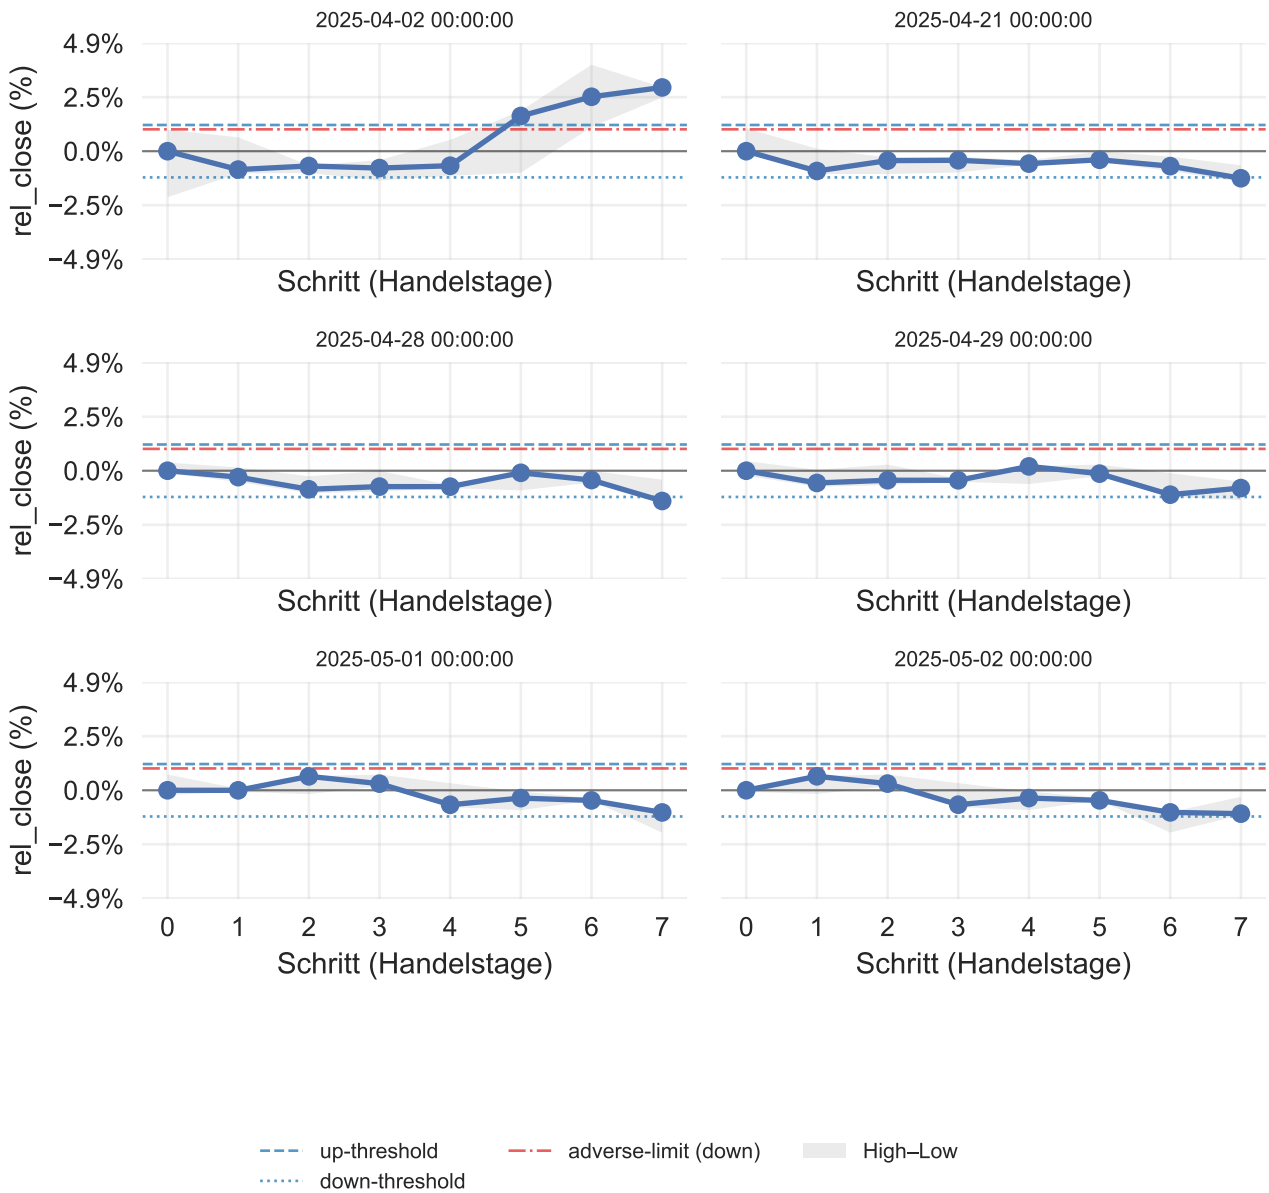 2025-04-02 00:00:00
2025-04-21 00:00:00
rel_close (%)
4.9%
2.5%
0.0%
−2.5%
−4.9%
Schritt (Handelstage)
Schritt (Handelstage)
2025-04-28 00:00:00
2025-04-29 00:00:00
rel_close (%)
4.9%
2.5%
0.0%
−2.5%
−4.9%
Schritt (Handelstage)
Schritt (Handelstage)
2025-05-01 00:00:00
2025-05-02 00:00:00
rel_close (%)
4.9%
2.5%
0.0%
−2.5%
−4.9%
0 1 2 3 4 5 6 7
0 1 2 3 4 5 6 7
Schritt (Handelstage)
Schritt (Handelstage)
up-threshold
down-threshold
adverse-limit (down)
High–Low